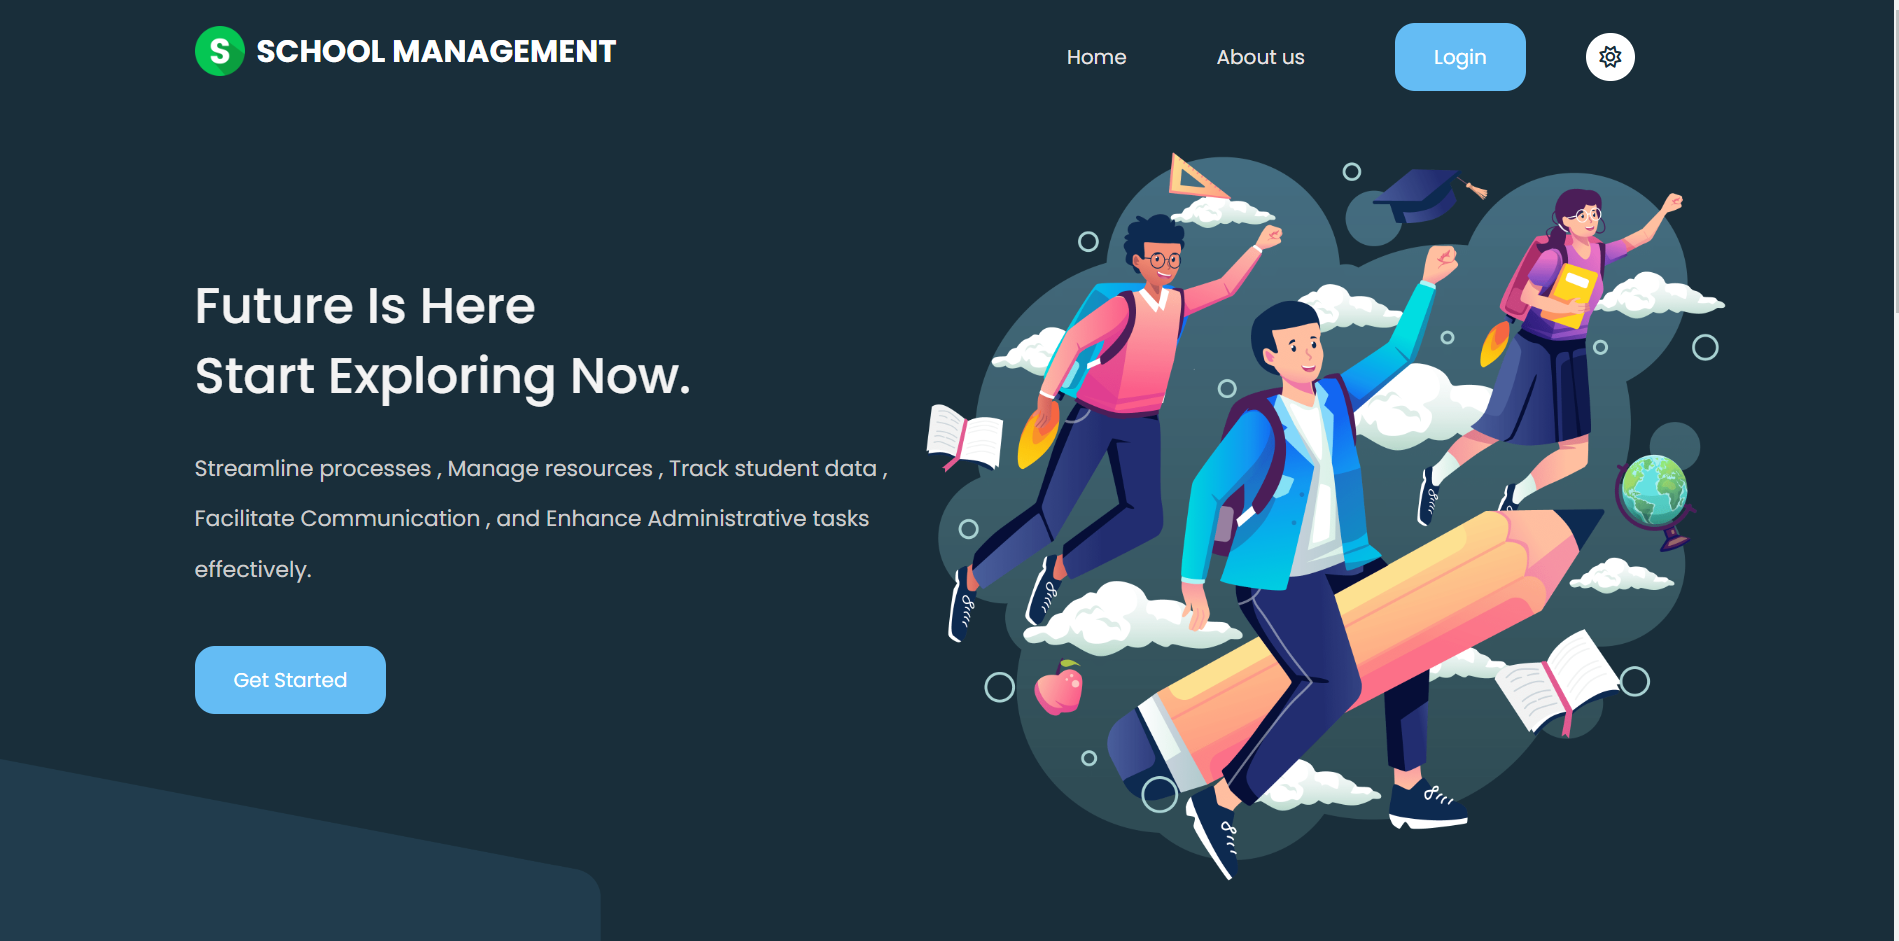 S SCHOOL MANAGEMENT
Home
About us
Login
Future Is Here
Start Exploring Now.
Streamline processes , Manage resources , Track student data ,
Facilitate Communication , and Enhance Administrative tasks
effectively.
Get Started